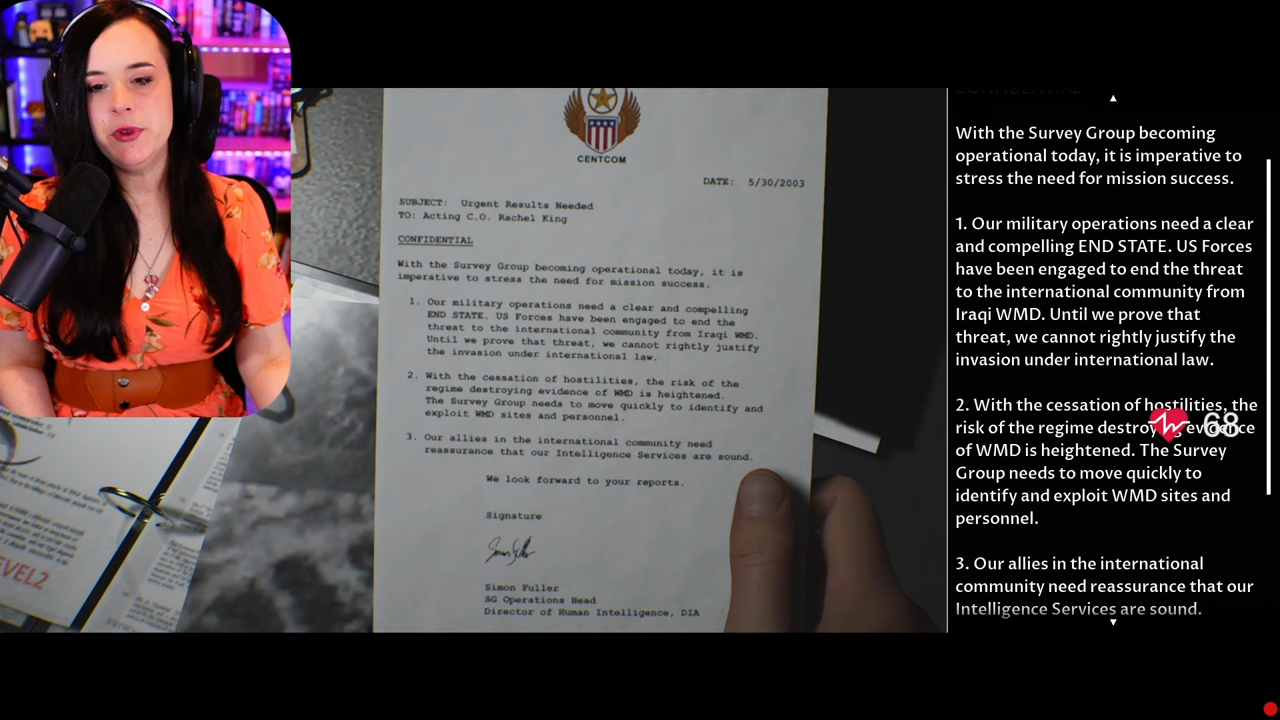 CENTCOM
DATE: 5/30/2003
SUBJECT: Urgent Results Needed
TO: Acting C.O. Rachel King
CONFIDENTIAL
With the Survey Group becoming operational today, it is
imperative to stress the need for mission success.
1. Our military operations need a clear and compelling
END STATE. US Forces have been engaged to end the
threat to the international community from Iraqi WMD.
Until we prove that threat, we cannot rightly justify
the invasion under international law.
2. With the cessation of hostilities, the risk of the
regime destroying evidence of WMD is heightened.
The Survey Group needs to move quickly to identify and
exploit WMD sites and personnel.
3. Our allies in the international community need
reassurance that our Intelligence Services are sound.
We look forward to your reports.
Signature
Simon Fuller
SG Operations Head
Director of Human Intelligence, DIA
EVEL2
CONFIDENTIAL
With the Survey Group becoming
operational today, it is imperative to
stress the need for mission success.
1. Our military operations need a clear
and compelling END STATE. US Forces
have been engaged to end the threat
to the international community from
Iraqi WMD. Until we prove that
threat, we cannot rightly justify the
invasion under international law.
2. With the cessation of hostilities, the
risk of the regime destroying evidence
of WMD is heightened. The Survey
Group needs to move quickly to
identify and exploit WMD sites and
personnel.
3. Our allies in the international
community need reassurance that our
Intelligence Services are sound.
68